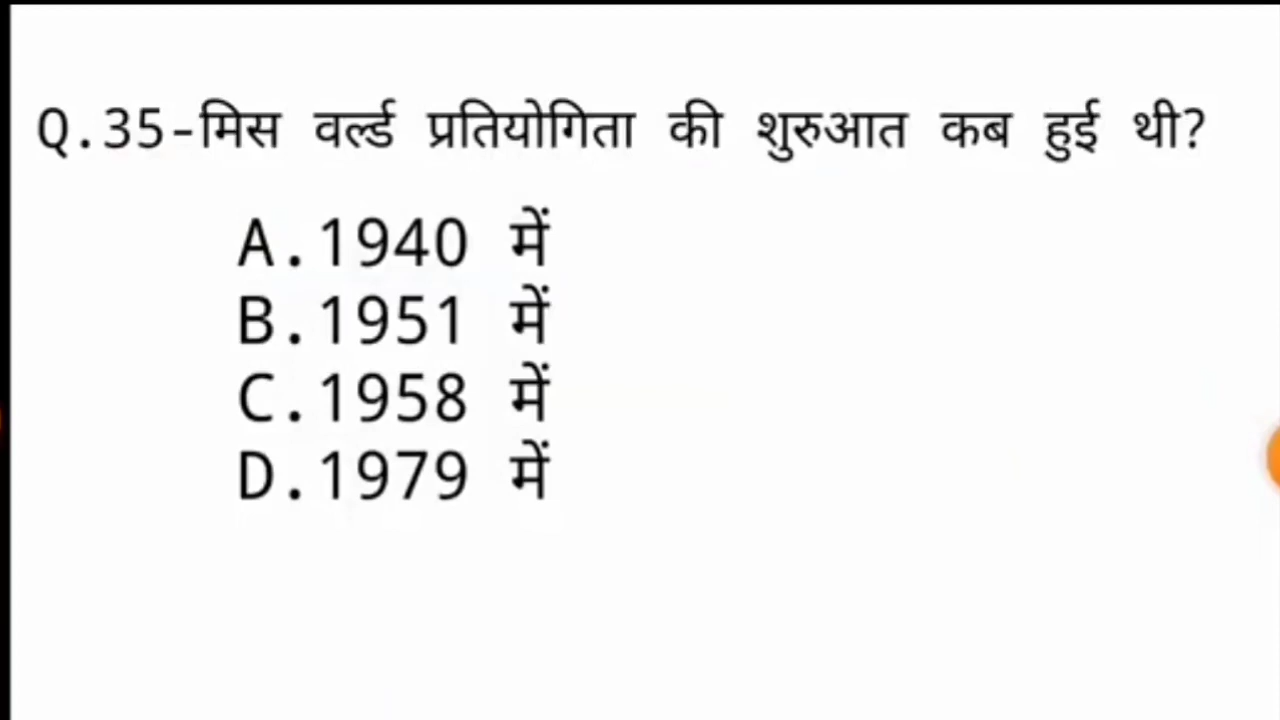 Q.35-मिस वर्ल्ड प्रतियोगिता की शुरुआत कब हुई थी?
A.1940 में
B.1951 में
C.1958 में
D.1979 में